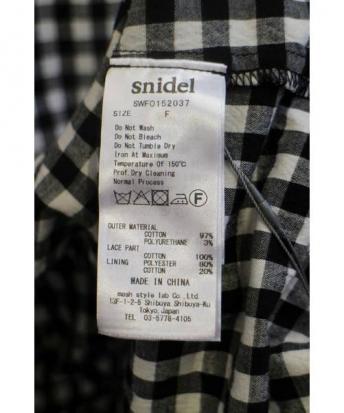 snidel
SWFO152037
SIZE F
Do Not Wash
Do Not Bleach
Do Not Tumble Dry
Iron At Maximum
Temperature Of 150°C
Prof. Dry Cleaning
Normal Process
F
OUTER MATERIAL
COTTON 97%
POLYURETHANE 3%
LACE PART
COTTON 100%
LINING POLYESTER 80%
COTTON 20%
MADE IN CHINA
mash style lab Co., Ltd.
13F-1-2-5 Shibuya Shibuya-Ku
Tokyo, Japan
TEL 03-5778-4105